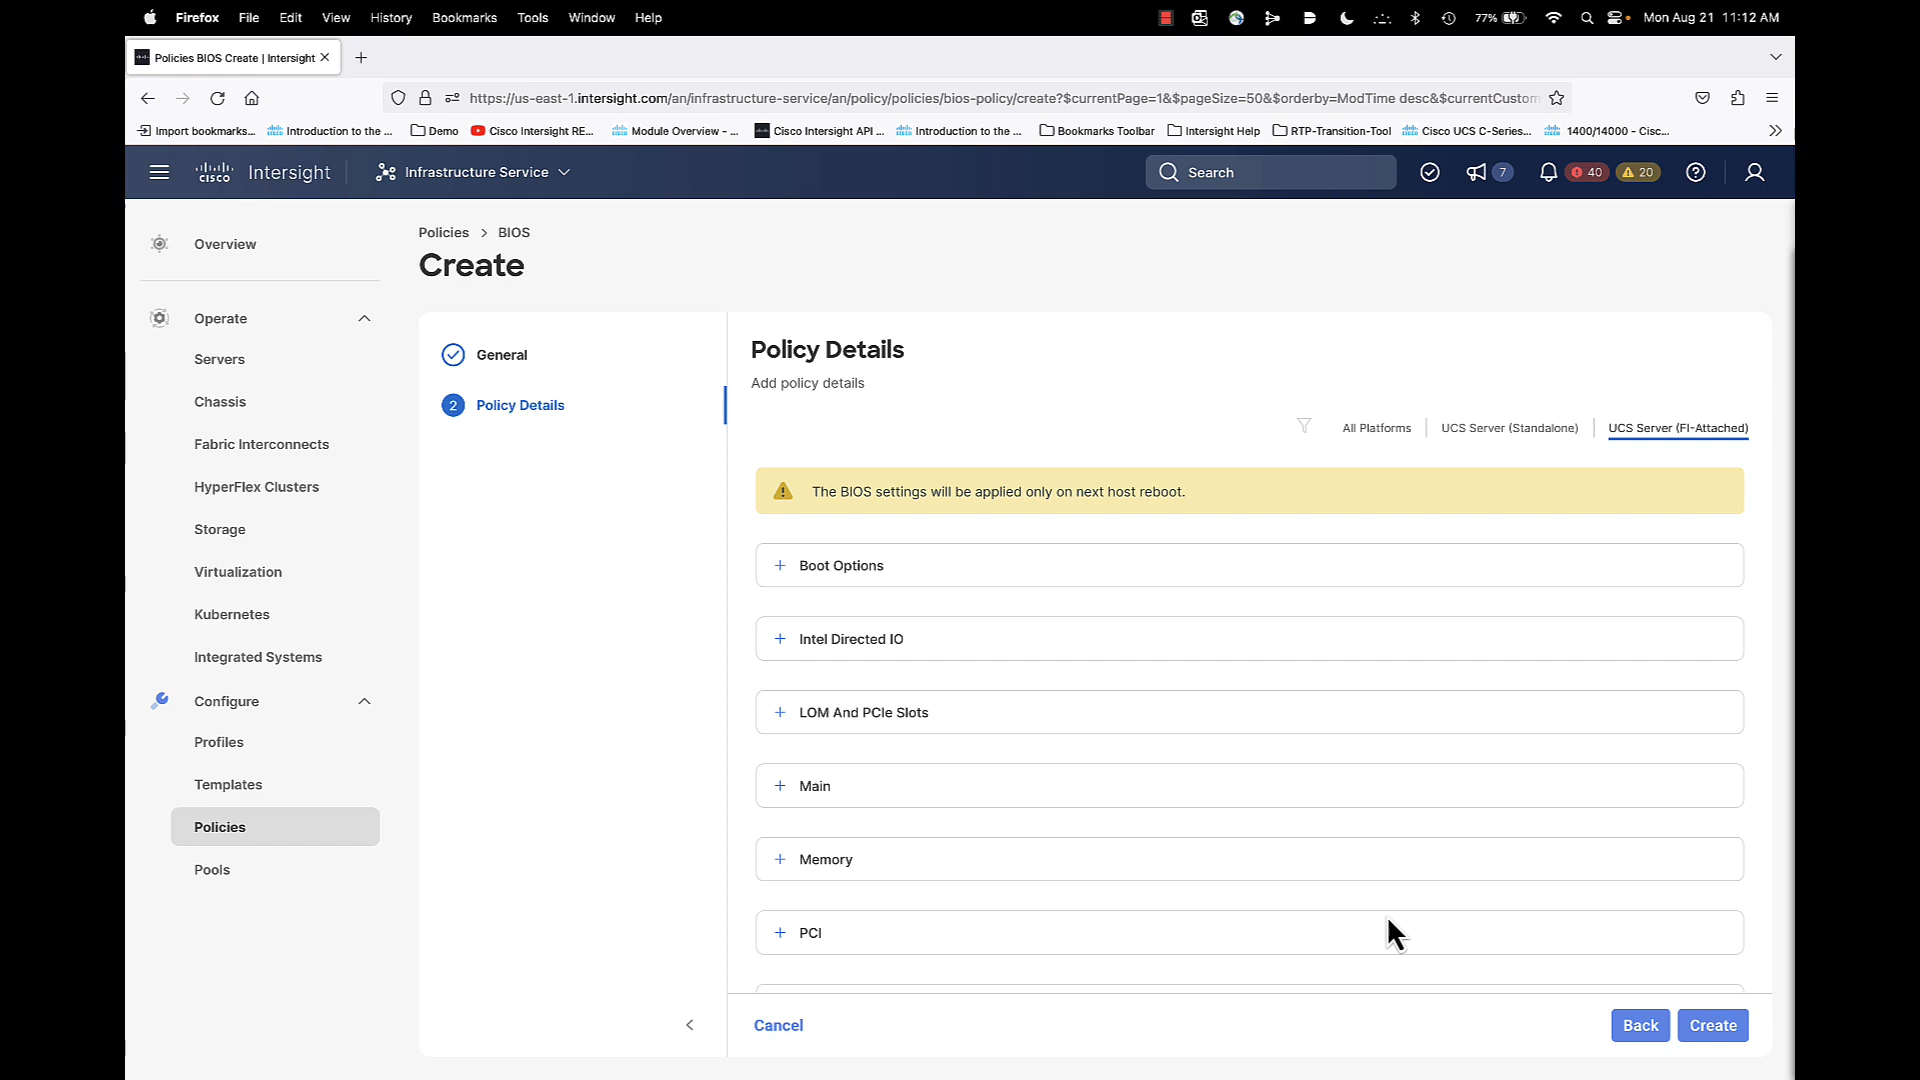 Firefox File Edit View History Bookmarks Tools Window Help 77% Mon Aug 21 11:12 AM
Policies BIOS Create | Intersight
https://us-east-1.intersight.com/an/infrastructure-service/an/policy/policies/bios-policy/create?$currentPage=1&$pageSize=50&$orderby=ModTime desc&$currentCustom
Import bookmarks... Introduction to the ... Demo Cisco Intersight RE... Module Overview - ... Cisco Intersight API ... Introduction to the ... Bookmarks Toolbar Intersight Help RTP-Transition-Tool Cisco UCS C-Series... 1400/14000 - Cisc...
CISCO Intersight Infrastructure Service Search 7 40 20
Overview
Operate
Servers
Chassis
Fabric Interconnects
HyperFlex Clusters
Storage
Virtualization
Kubernetes
Integrated Systems
Configure
Profiles
Templates
Policies
Pools
Policies > BIOS
Create
General
2 Policy Details
Policy Details
Add policy details
All Platforms UCS Server (Standalone) UCS Server (FI-Attached)
The BIOS settings will be applied only on next host reboot.
+ Boot Options
+ Intel Directed IO
+ LOM And PCIe Slots
+ Main
+ Memory
+ PCI
Cancel Back Create